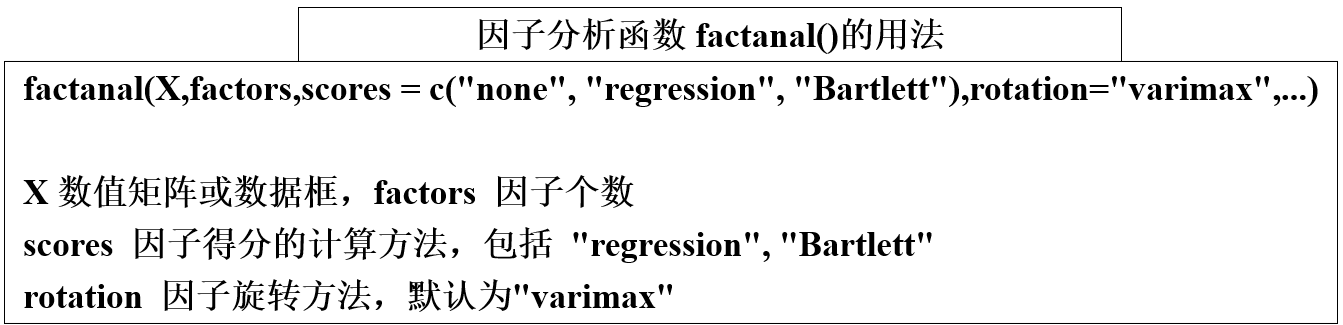 因子分析函数 factanal()的用法
factanal(X,factors,scores = c("none", "regression", "Bartlett"),rotation="varimax",...)
X 数值矩阵或数据框，factors 因子个数
scores 因子得分的计算方法，包括 "regression", "Bartlett"
rotation 因子旋转方法，默认为"varimax"